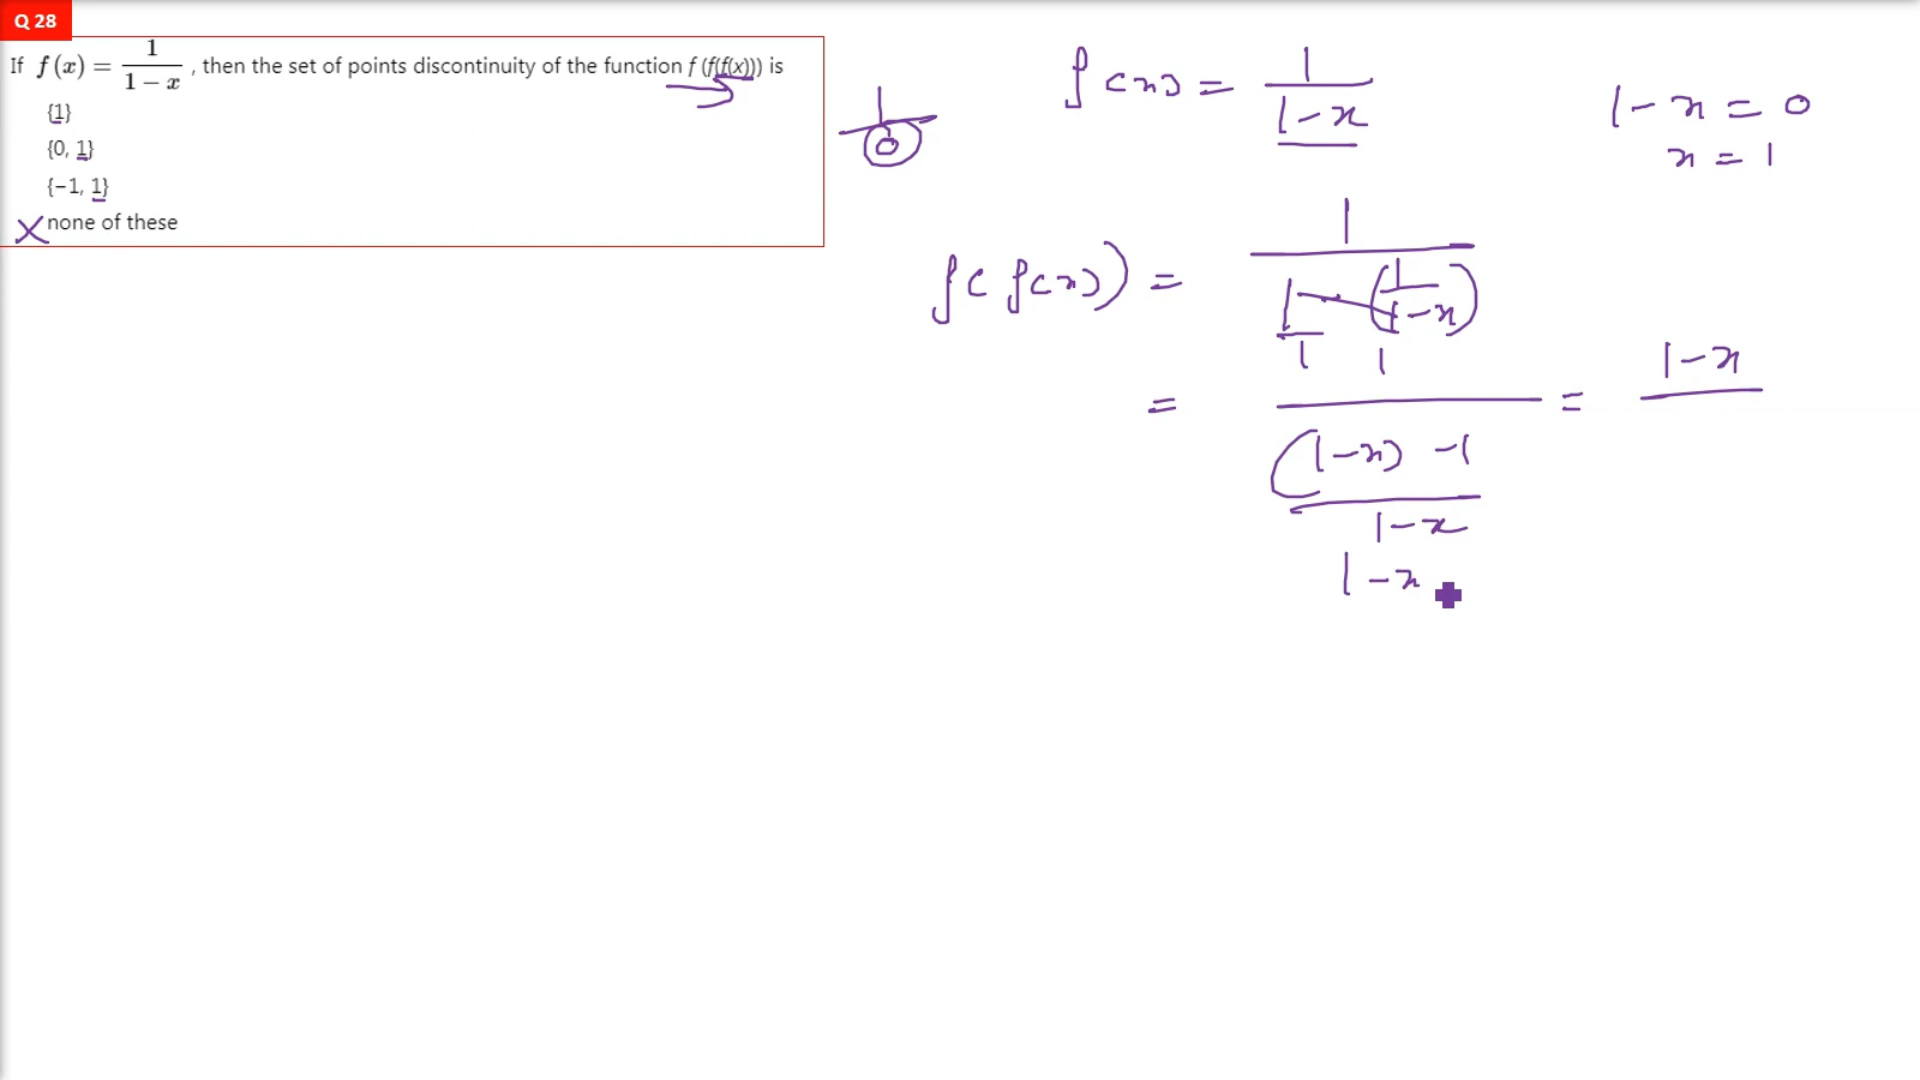 Q 28
If f(x) = 1/(1 − x) , then the set of points discontinuity of the function f (f(f(x))) is
{1}
{0, 1}
{−1, 1}
X none of these
1/0
f(x) = 1/(1-x)
1-x = 0
x = 1
f(f(x)) = 1/(1/1 - (1/(1-x)))
= 1/(((1-x) -1)/(1-x)) = 1-x
1-x